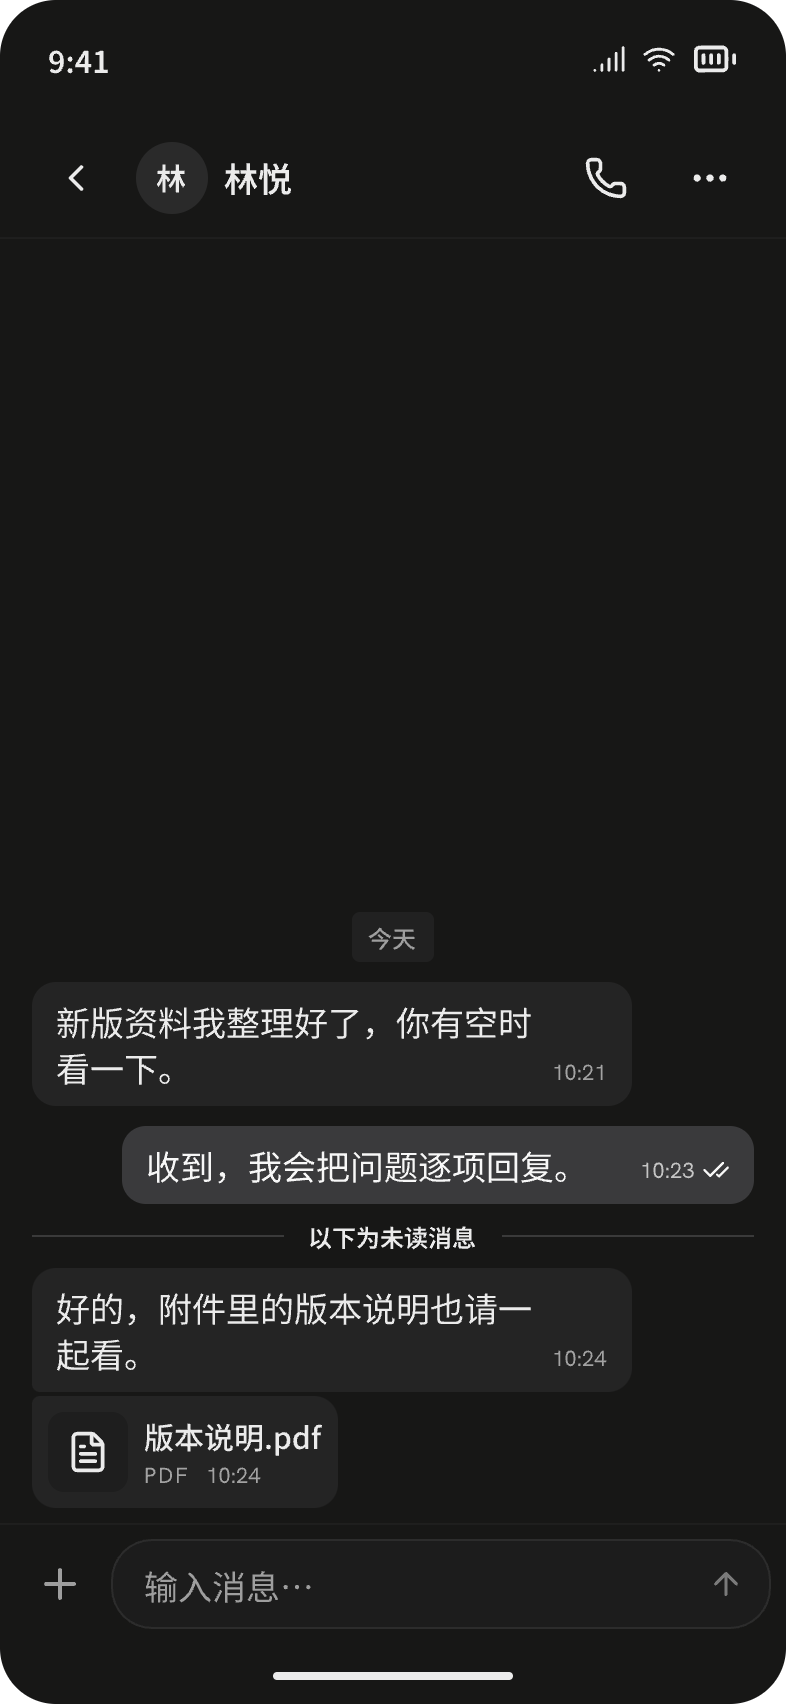 9:41
林 林悦
今天
新版资料我整理好了，你有空时
看一下。 10:21
收到，我会把问题逐项回复。 10:23
以下为未读消息
好的，附件里的版本说明也请一
起看。 10:24
版本说明.pdf
PDF 10:24
输入消息…